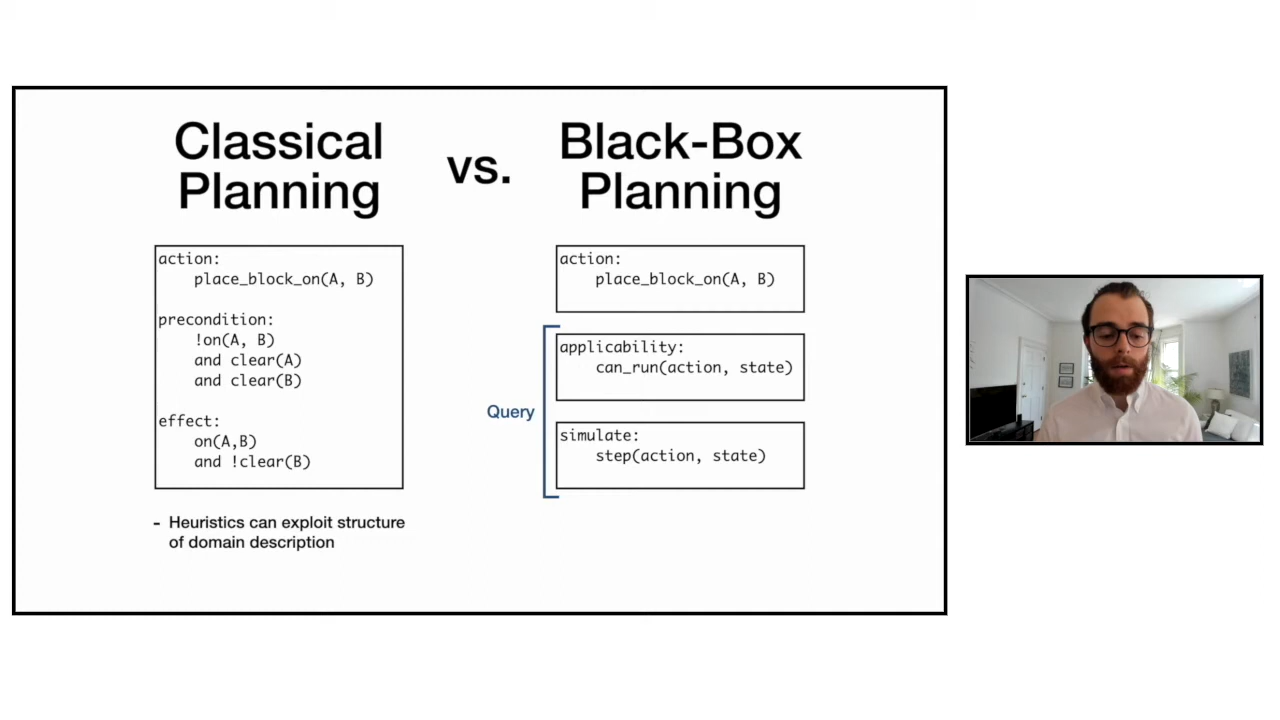 Classical
Planning
vs.
Black-Box
Planning
action:
place_block_on(A, B)
precondition:
!on(A, B)
and clear(A)
and clear(B)
effect:
on(A,B)
and !clear(B)
- Heuristics can exploit structure
of domain description
action:
place_block_on(A, B)
Query
applicability:
can_run(action, state)
simulate:
step(action, state)